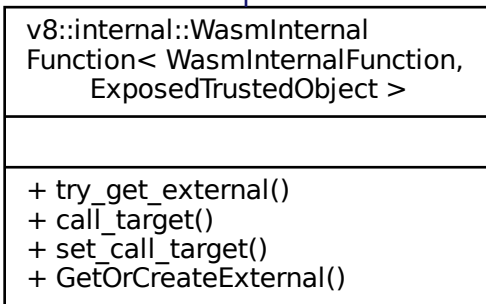 v8::internal::WasmInternal
Function< WasmInternalFunction,
ExposedTrustedObject >
+ try_get_external()
+ call_target()
+ set_call_target()
+ GetOrCreateExternal()